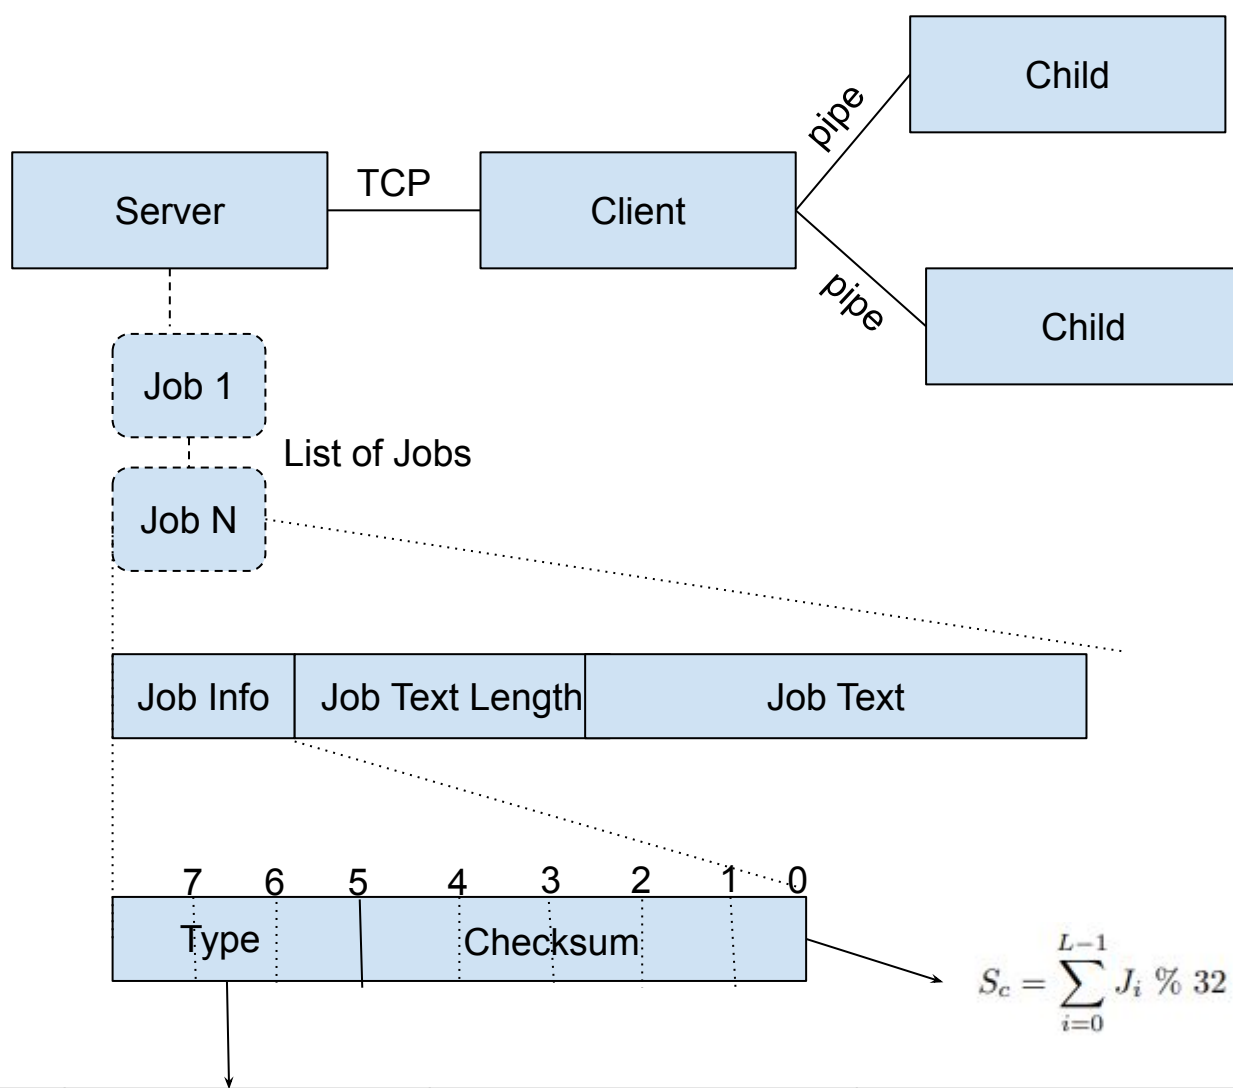 Child
pipe
TCP
Server
Client
pipe
Child
Job 1
List of Jobs
Job N
Job Info
Job Text Length
Job Text
7 6 5 4 3 2 1 0
Type
Checksum
S_c = \sum_{i=0}^{L-1} J_i % 32